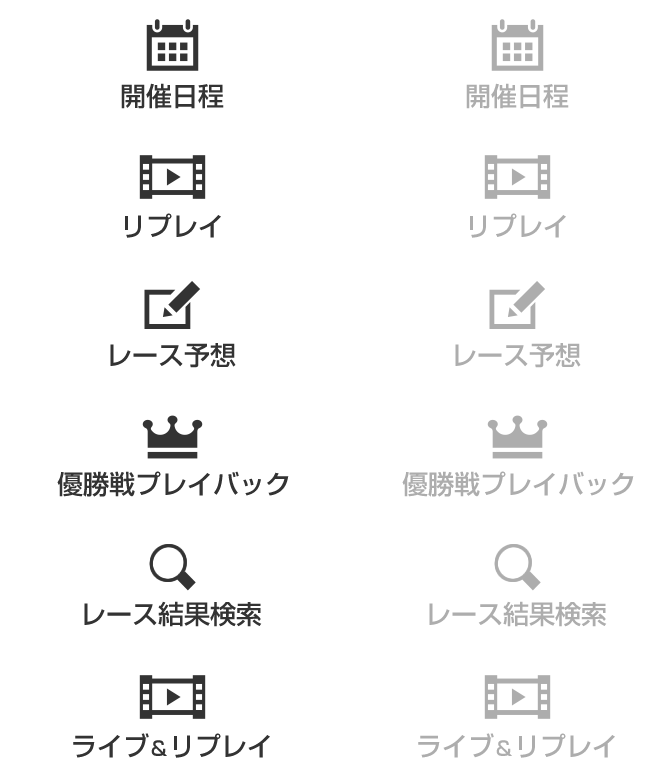 開催日程
開催日程
リプレイ
リプレイ
レース予想
レース予想
優勝戦プレイバック
優勝戦プレイバック
レース結果検索
レース結果検索
ライブ&リプレイ
ライブ&リプレイ